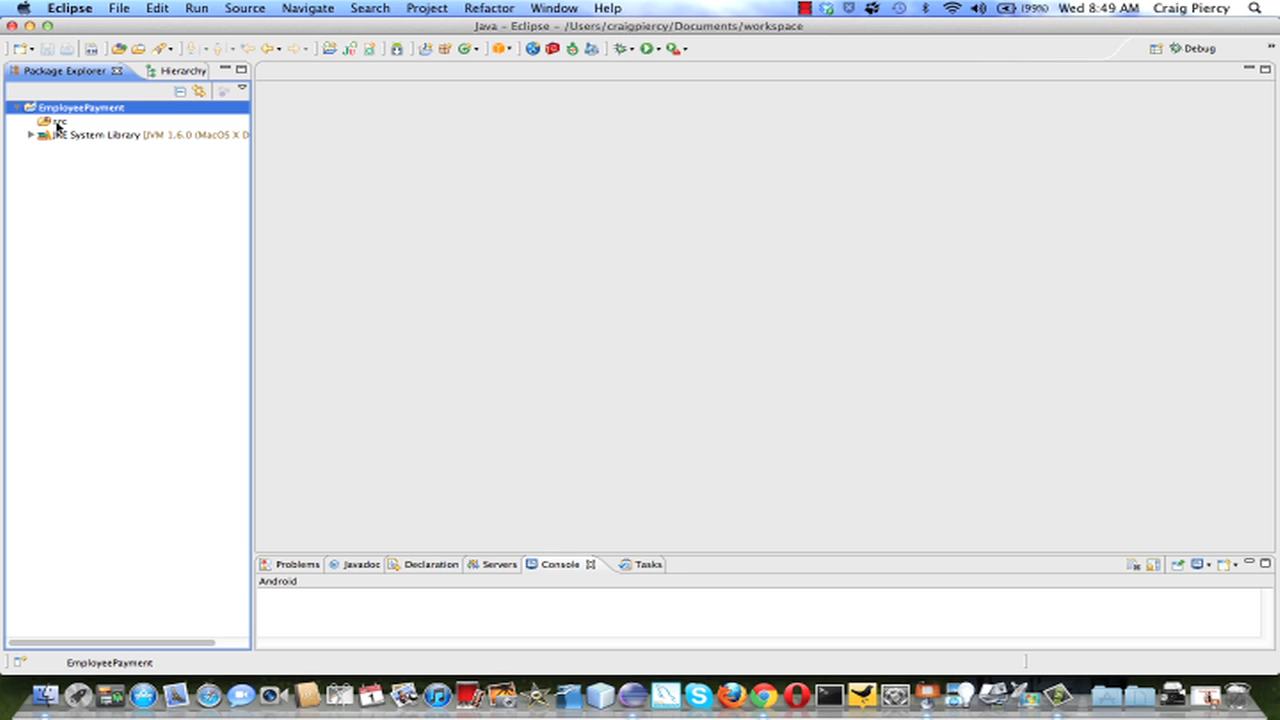 Eclipse File Edit Run Source Navigate Search Project Refactor Window Help (99%) Wed 8:49 AM Craig Piercy
Java - Eclipse - /Users/craigpiercy/Documents/workspace
Debug
Package Explorer Hierarchy
EmployeePayment
src
JRE System Library [JVM 1.6.0 (MacOS X D
Problems Javadoc Declaration Servers Console Tasks
Android
EmployeePayment